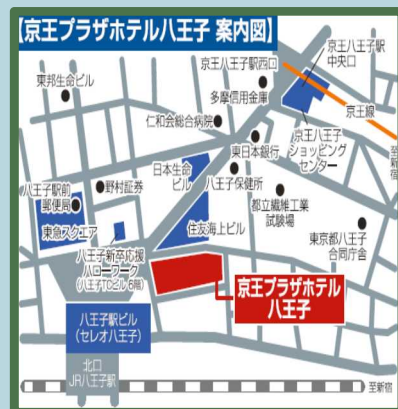 【京王プラザホテル八王子 案内図】
京王八王子駅
中央口
京王八王子駅西口
東邦生命ビル
多摩信用金庫
京王線
仁和会総合病院
京王八王子
ショッピング
センター
至新宿
東日本銀行
日本生命
ビル
八王子保健所
八王子駅前
郵便局
野村証券
都立繊維工業
試験場
東急スクエア
住友海上ビル
東京都八王子
合同庁舎
八王子新卒応援
ハローワーク
(八王子TCビル6階)
京王プラザホテル
八王子
八王子駅ビル
(セレオ八王子)
北口
JR八王子駅
至新宿